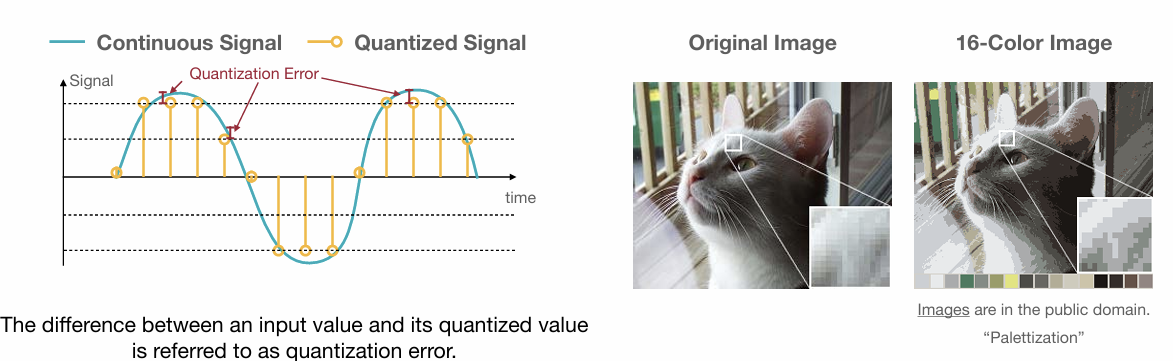 Continuous Signal
Quantized Signal
Original Image
16-Color Image
Signal
Quantization Error
time
The difference between an input value and its quantized value
is referred to as quantization error.
Images are in the public domain.
“Palettization”